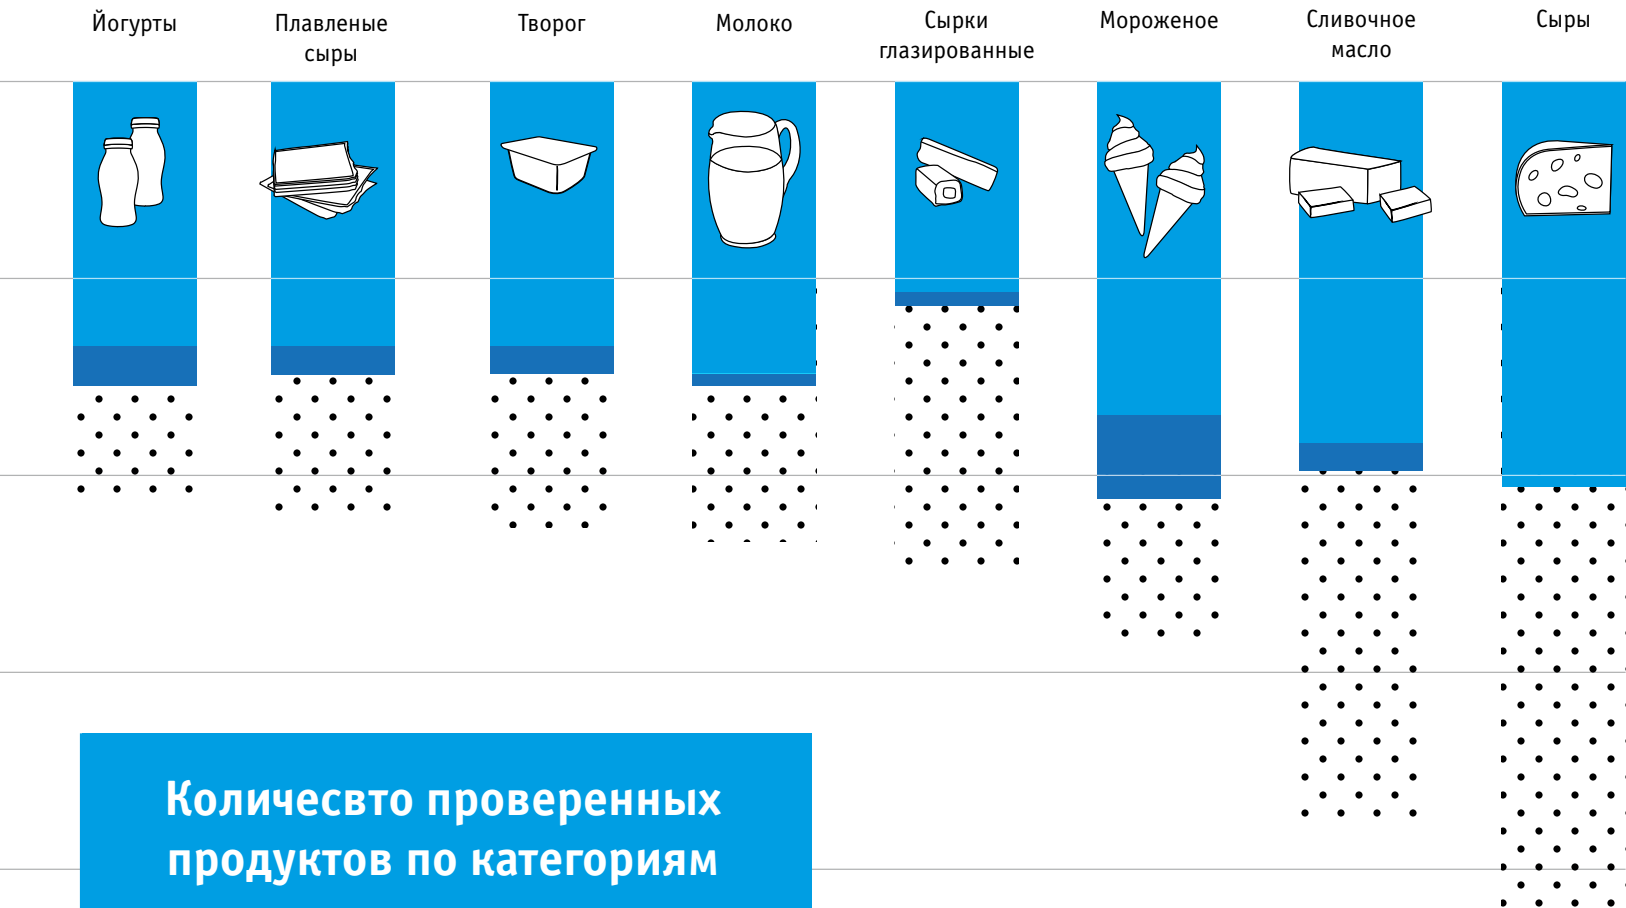 Йогурты
Плавленые
сыры
Творог
Молоко
Сырки
глазированные
Мороженое
Сливочное
масло
Сыры
Количесвто проверенных
продуктов по категориям